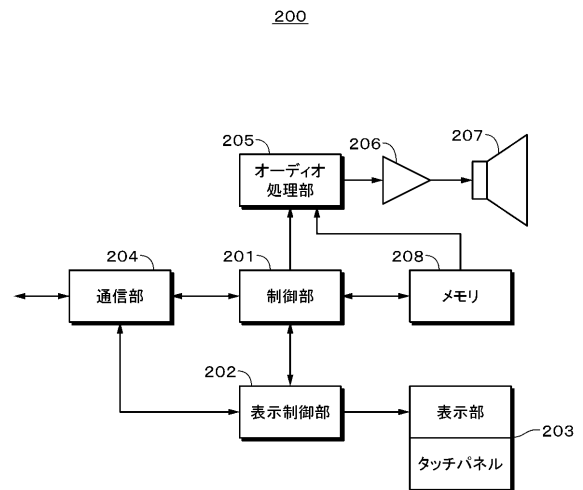 200
205
206
207
オーディオ
処理部
204
201
208
通信部
制御部
メモリ
202
表示制御部
表示部
203
タッチパネル